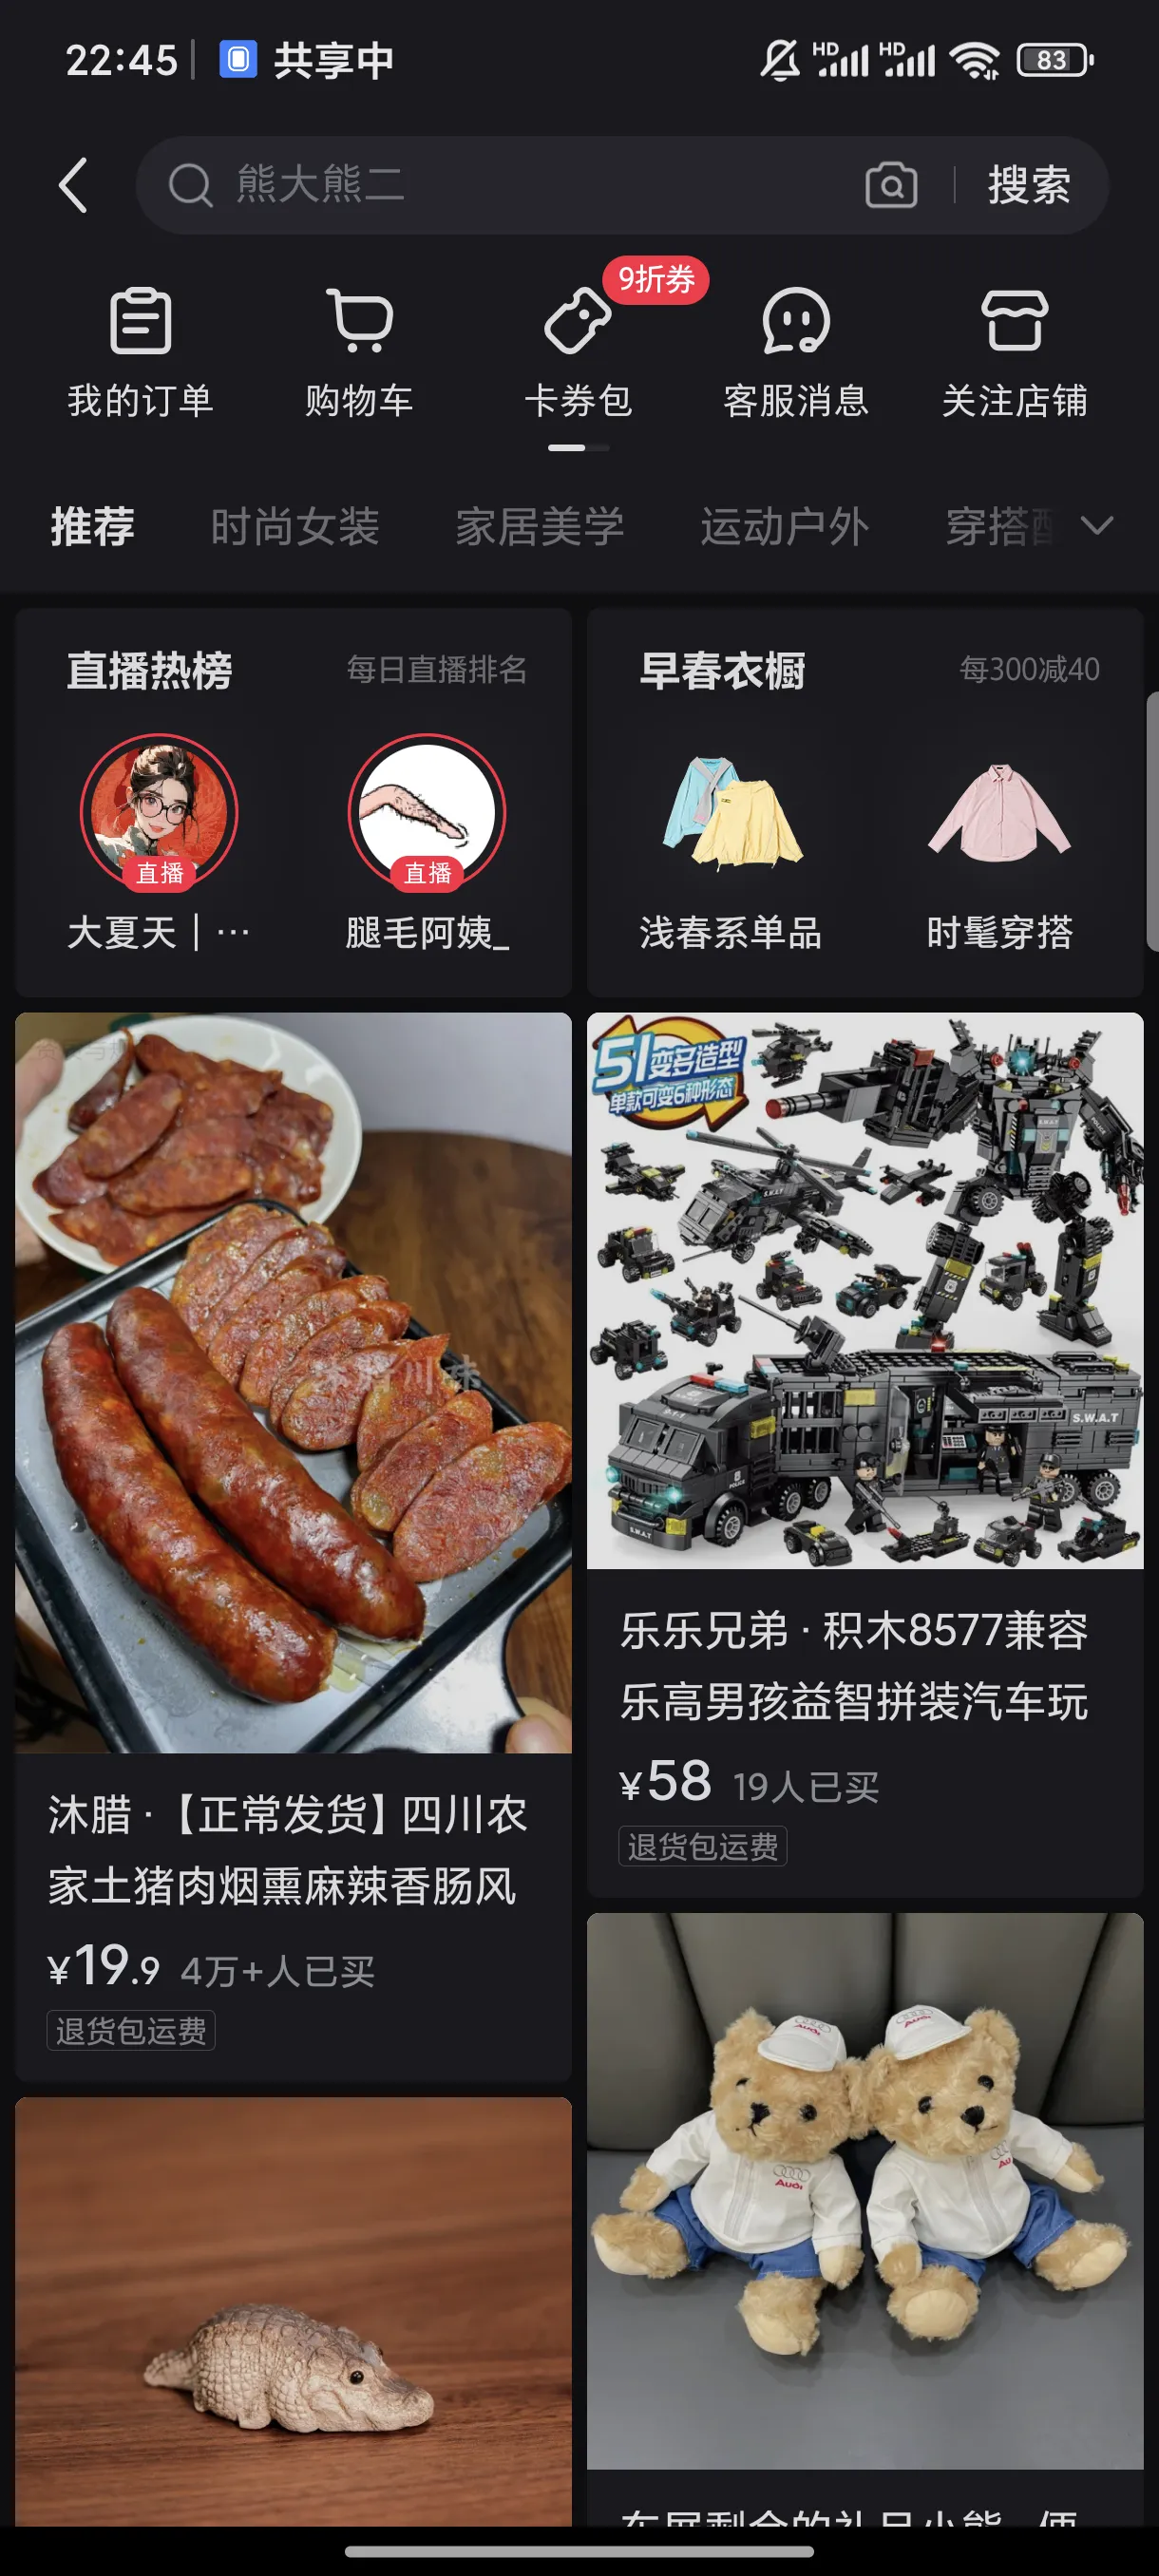 22:45
共享中
HD
HD
83
熊大熊二
搜索
9折券
我的订单
购物车
卡券包
客服消息
关注店铺
推荐
时尚女装
家居美学
运动户外
穿搭
直播热榜
每日直播排名
直播
直播
大夏天｜…
腿毛阿姨_
早春衣橱
每300减40
浅春系单品
时髦穿搭
51变多造型
单款可变6种形态
S.W.A.T
POLICE
S.W.A.T
乐乐兄弟 · 积木8577兼容
乐高男孩益智拼装汽车玩
¥58 19人已买
退货包运费
川味
沐腊 ·【正常发货】四川农
家土猪肉烟熏麻辣香肠风
¥19.9 4万+人已买
退货包运费
Audi
Audi
Audi
Au